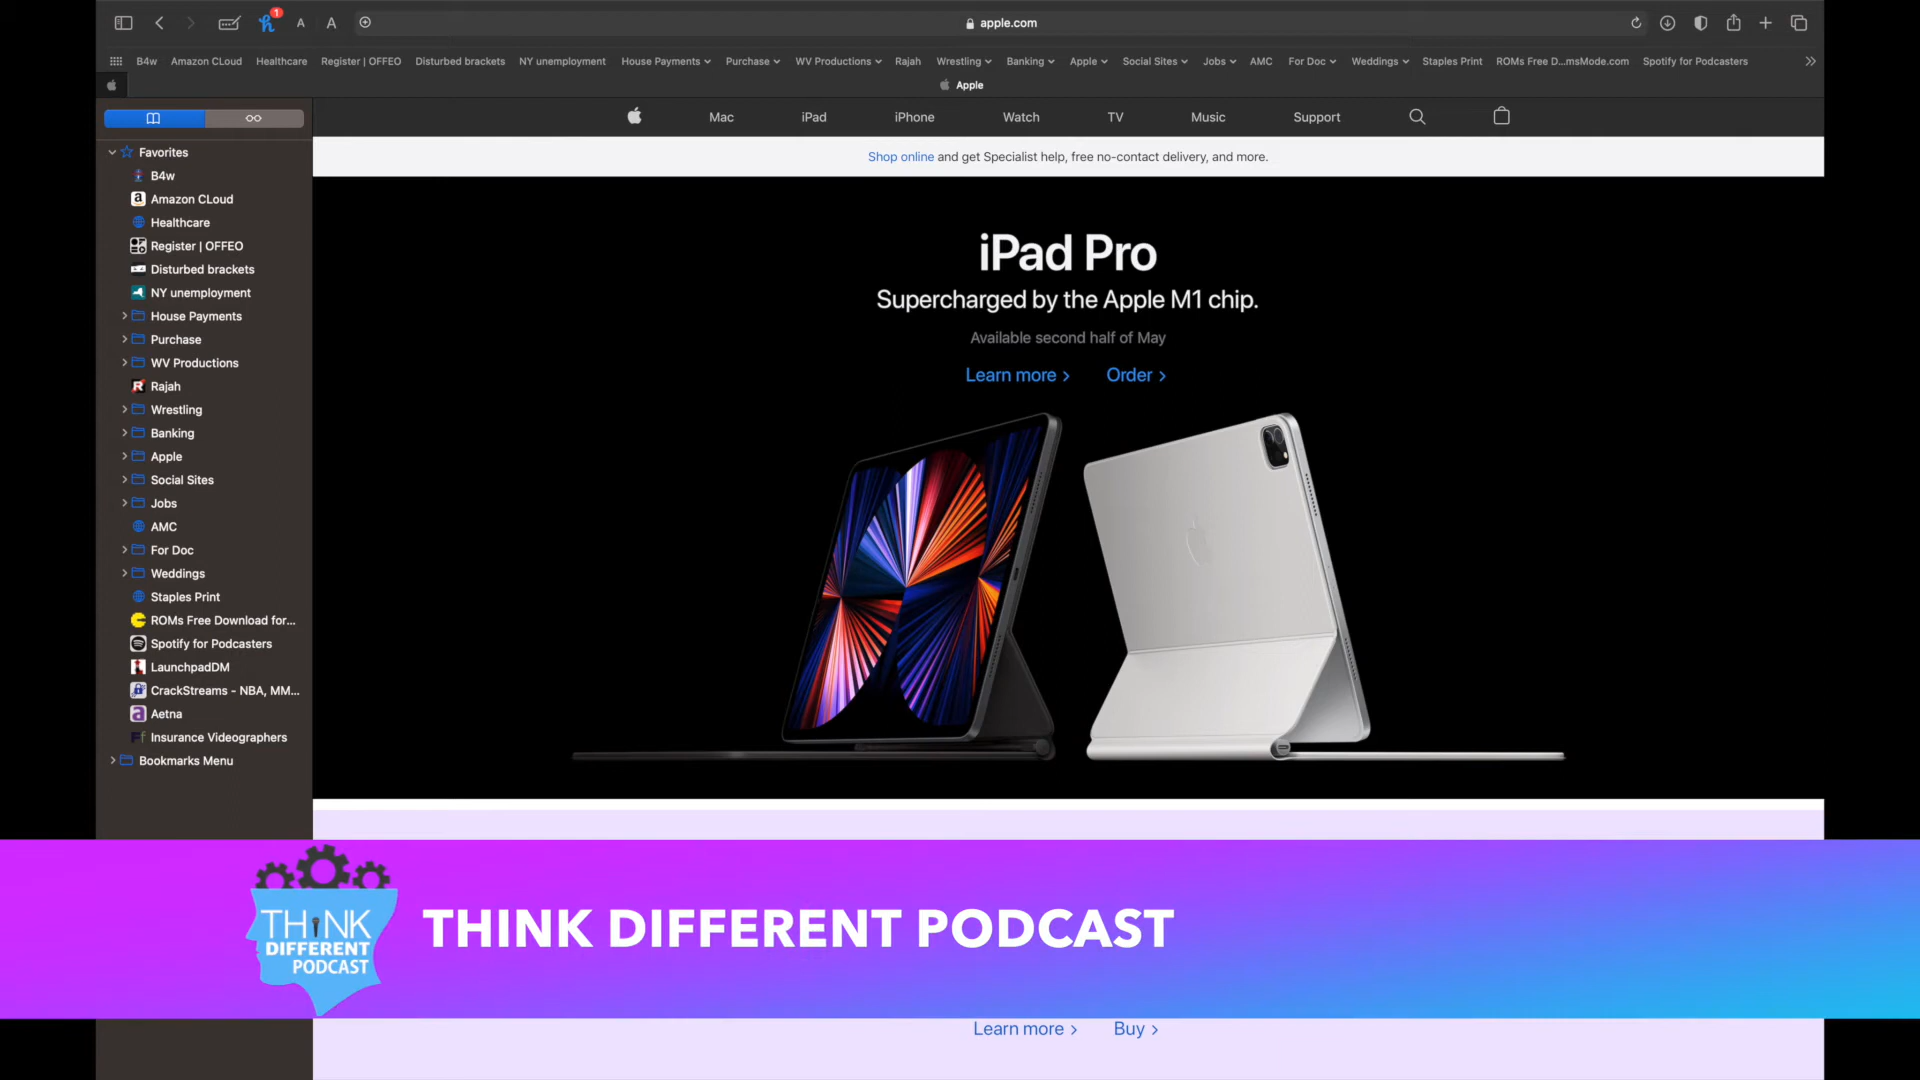 1
A
A
apple.com
B4w
Amazon CLoud
Healthcare
Register | OFFEO
Disturbed brackets
NY unemployment
House Payments
Purchase
WV Productions
Rajah
Wrestling
Banking
Apple
Social Sites
Jobs
AMC
For Doc
Weddings
Staples Print
ROMs Free D...msMode.com
Spotify for Podcasters
Apple
Mac
iPad
iPhone
Watch
TV
Music
Support
Shop online and get Specialist help, free no-contact delivery, and more.
Favorites
B4w
Amazon CLoud
Healthcare
Register | OFFEO
Disturbed brackets
NY unemployment
House Payments
Purchase
WV Productions
Rajah
Wrestling
Banking
Apple
Social Sites
Jobs
AMC
For Doc
Weddings
Staples Print
ROMs Free Download for...
Spotify for Podcasters
LaunchpadDM
CrackStreams - NBA, MM...
Aetna
Insurance Videographers
Bookmarks Menu
iPad Pro
Supercharged by the Apple M1 chip.
Available second half of May
Learn more >
Order >
THINK
DIFFERENT
PODCAST
THINK DIFFERENT PODCAST
Learn more >
Buy >